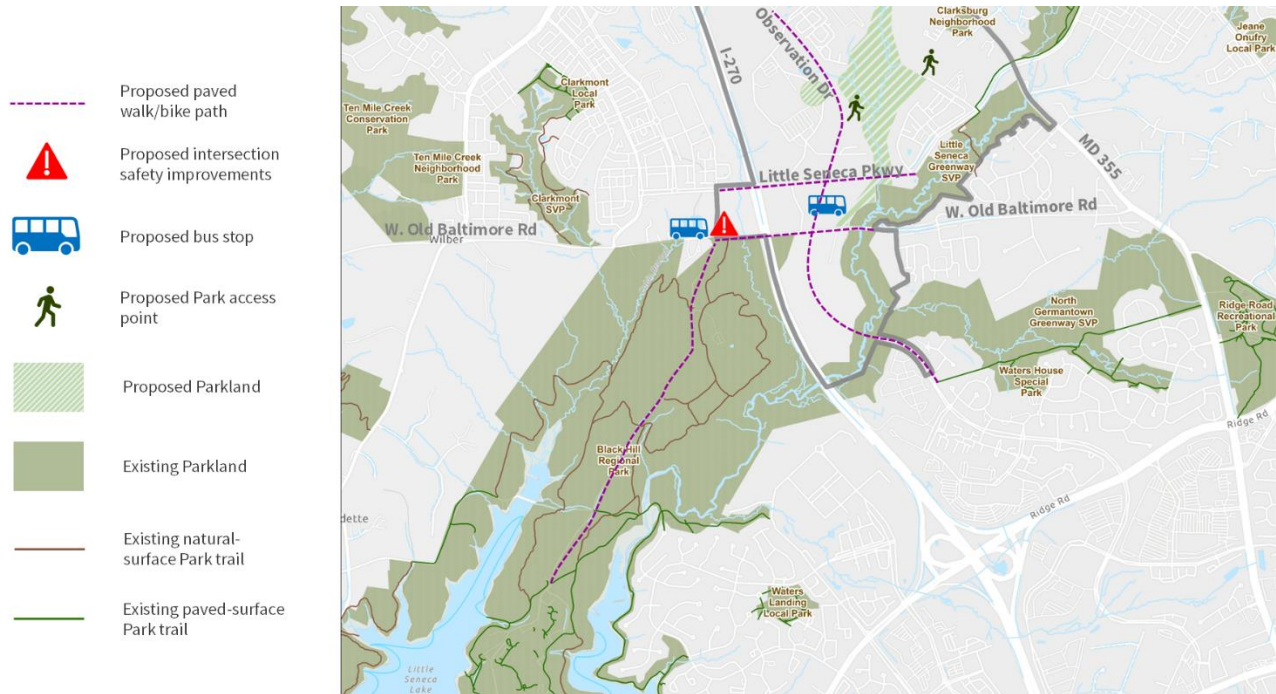 Proposed paved
walk/bike path
Proposed intersection
safety improvements
Proposed bus stop
Proposed Park access
point
Proposed Parkland
Existing Parkland
Existing natural-
surface Park trail
Existing paved-surface
Park trail
Clarksburg
Neighborhood
Park
Jeane
Onufry
Local Park
Observation Dr
I-270
Clarkmont
Local
Park
Ten Mile Creek
Conservation
Park
Ten Mile Creek
Neighborhood
Park
Clarkmont
SVP
Little
Seneca
Greenway SVP
MD 355
Little Seneca Pkwy
W. Old Baltimore Rd
W. Old Baltimore Rd
Wilber
North
Germantown
Greenway SVP
Ridge Road
Recreational
Park
Waters House
Special
Park
Ridge Rd
Black Hill
Regional
Park
Ridge Rd
dette
Waters
Landing
Local Park
Little
Seneca
Lake